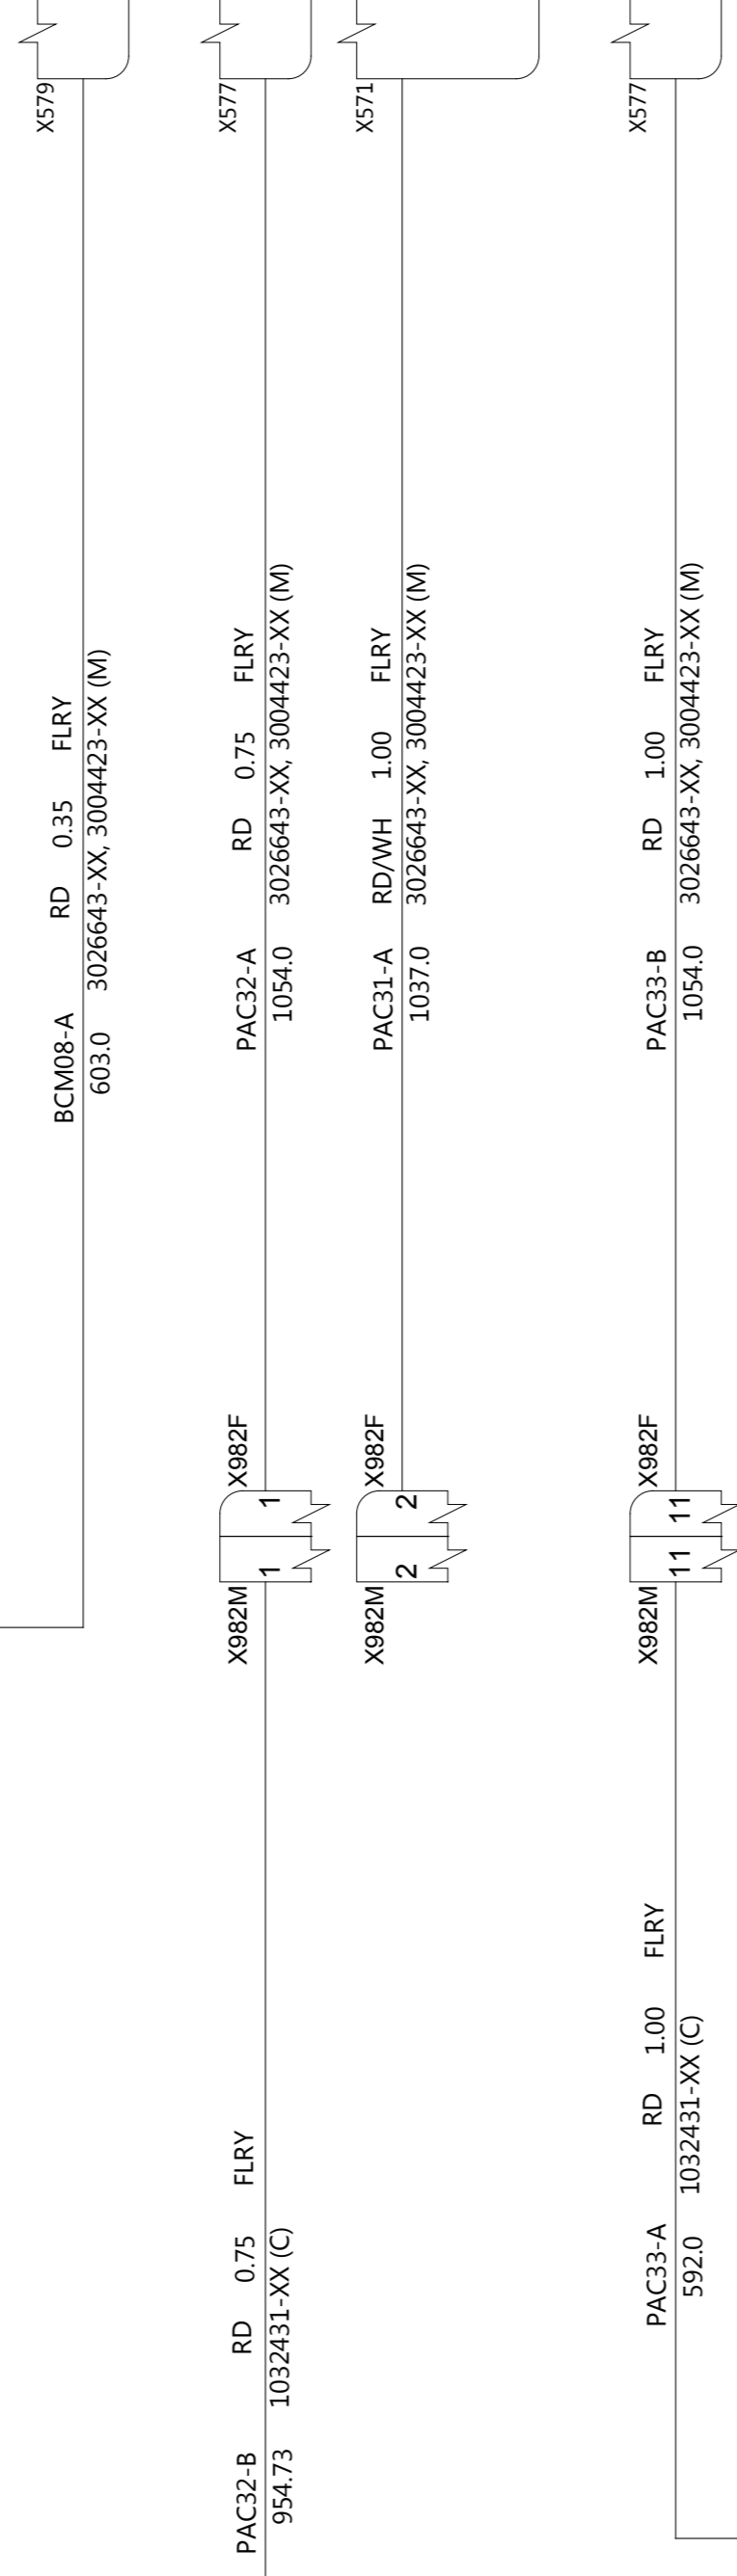 X579
BCM08-A RD 0.35 FLRY
603.0 3026643-XX, 3004423-XX (M)
X577
PAC32-A RD 0.75 FLRY
1054.0 3026643-XX, 3004423-XX (M)
X982M X982F
1 1
PAC32-B RD 0.75 FLRY
954.73 1032431-XX (C)
X571
PAC31-A RD/WH 1.00 FLRY
1037.0 3026643-XX, 3004423-XX (M)
X982M X982F
2 2
X577
PAC33-B RD 1.00 FLRY
1054.0 3026643-XX, 3004423-XX (M)
X982M X982F
11 11
PAC33-A RD 1.00 FLRY
592.0 1032431-XX (C)